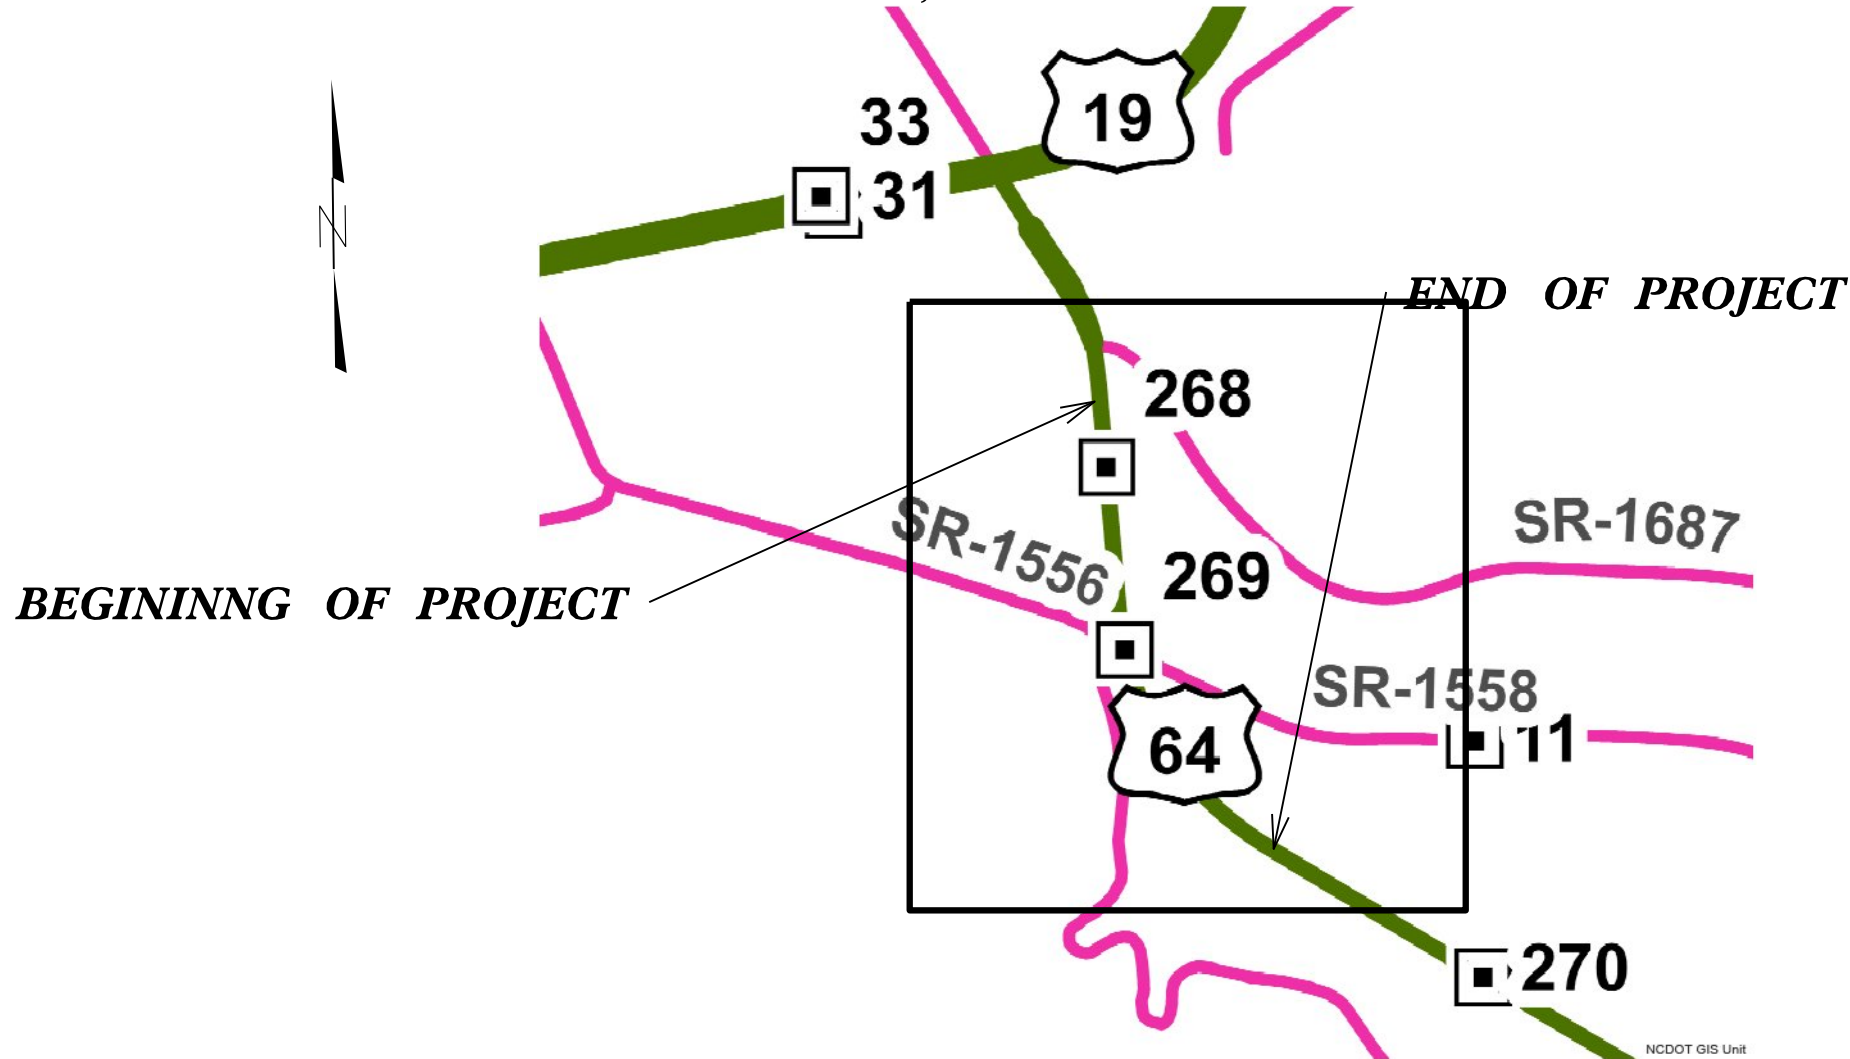 33
19
31
N
END OF PROJECT
268
SR-1687
SR-1556
269
BEGININNG OF PROJECT
SR-1558
11
64
270
NCDOT GIS Unit